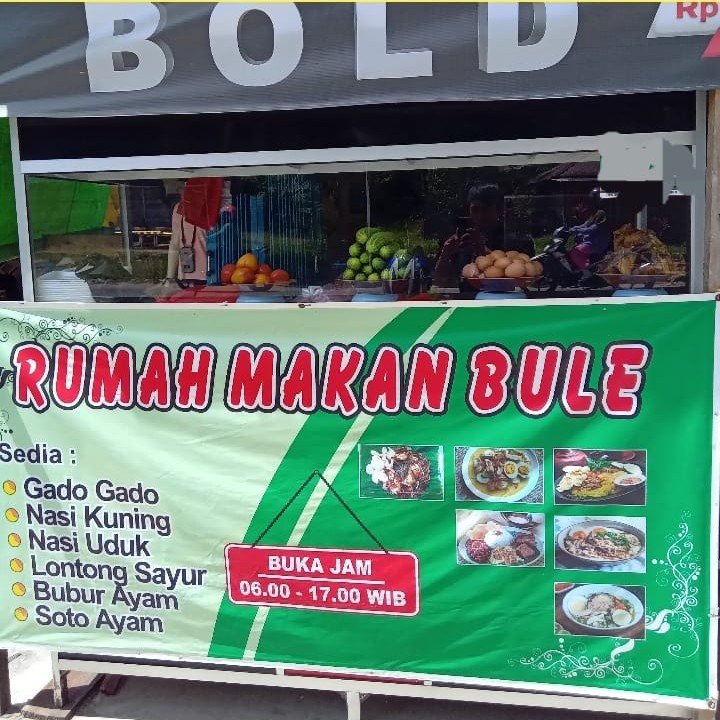 BOLD
Rp
RUMAH MAKAN BULE
Sedia :
Gado Gado
Nasi Kuning
Nasi Uduk
Lontong Sayur
Bubur Ayam
Soto Ayam
BUKA JAM
06.00 - 17.00 WIB